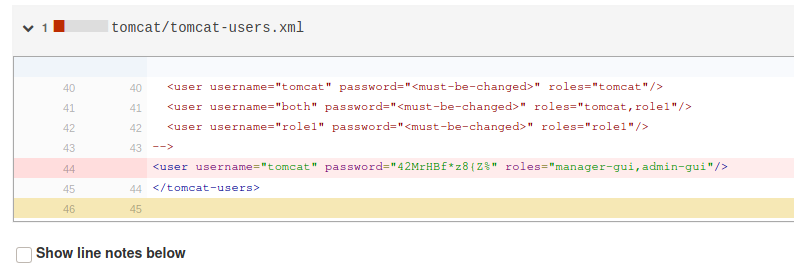 1 tomcat/tomcat-users.xml
40 40 <user username="tomcat" password="<must-be-changed>" roles="tomcat"/>
41 41 <user username="both" password="<must-be-changed>" roles="tomcat,role1"/>
42 42 <user username="role1" password="<must-be-changed>" roles="role1"/>
43 43 -->
44 <user username="tomcat" password="42MrHBf*z8{Z%" roles="manager-gui,admin-gui"/>
45 44 </tomcat-users>
46 45
Show line notes below